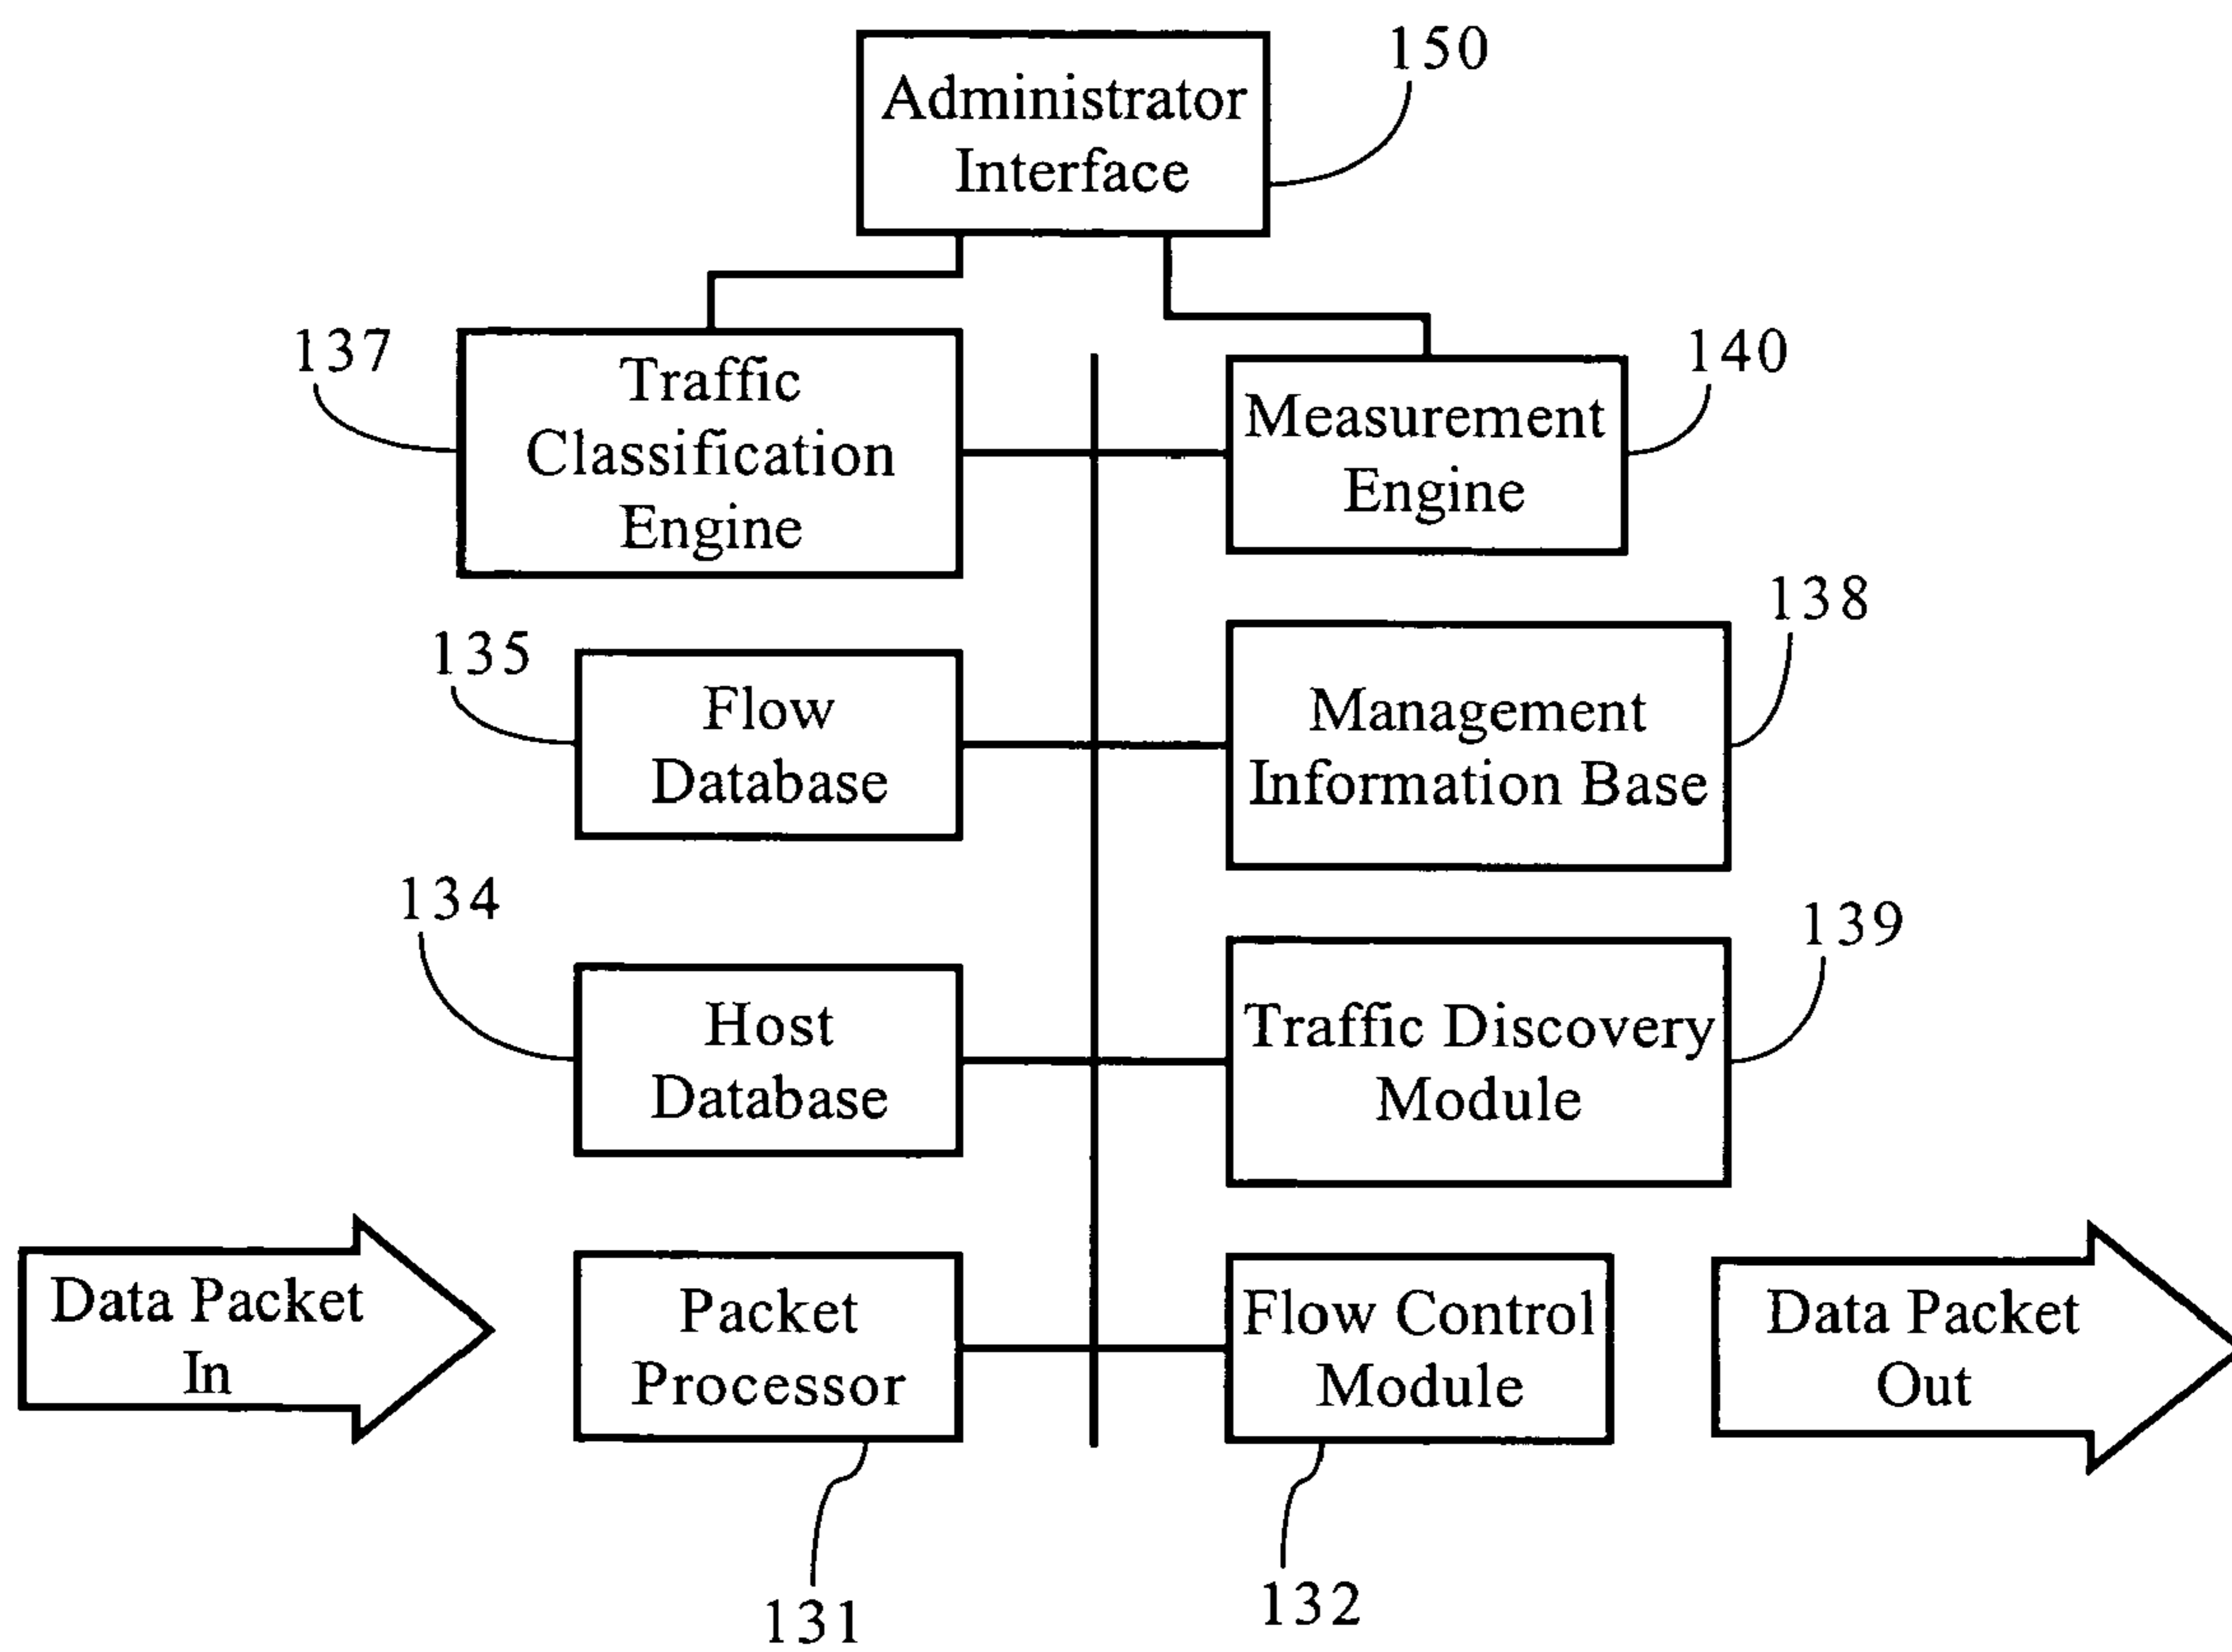 150
Administrator
Interface
137
Traffic
Classification
Engine
140
Measurement
Engine
135
Flow
Database
138
Management
Information Base
134
Host
Database
139
Traffic Discovery
Module
Data Packet
In
Packet
Processor
Flow Control
Module
Data Packet
Out
131
132